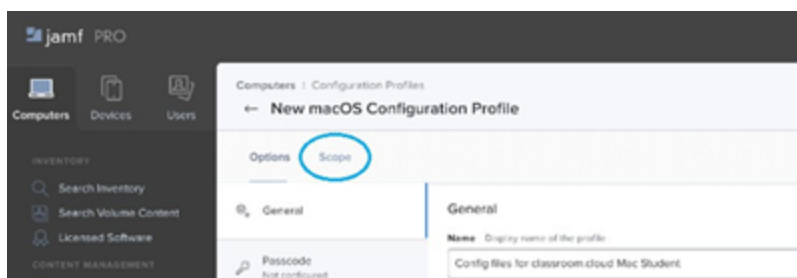 jamf PRO
Computers Devices Users
Computers : Configuration Profiles
← New macOS Configuration Profile
Options Scope
INVENTORY
Search Inventory
Search Volume Content
Licensed Software
CONTENT MANAGEMENT
General
Passcode
Not configured
General
Name Display name of the profile
Config files for classroom.cloud Mac Student